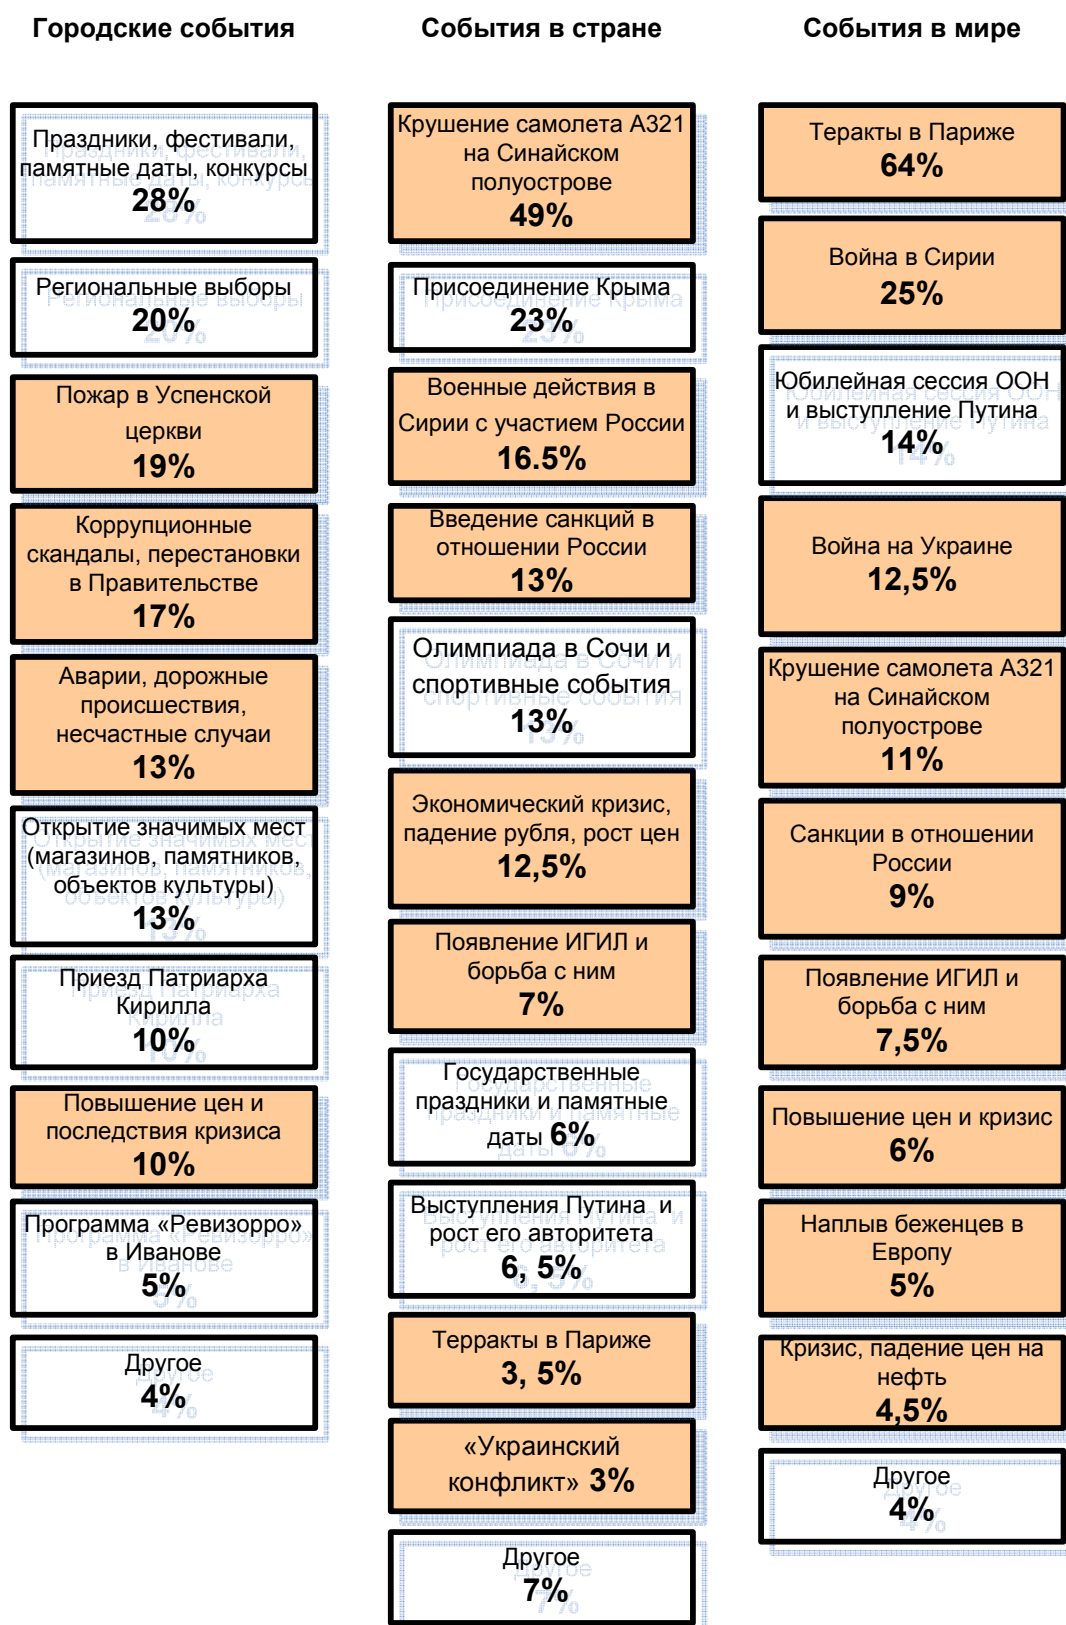 Городские события
Праздники, фестивали,
памятные даты, конкурсы
28%
Региональные выборы
20%
Пожар в Успенской
церкви
19%
Коррупционные
скандалы, перестановки
в Правительстве
17%
Аварии, дорожные
происшествия,
несчастные случаи
13%
Открытие значимых мест
(магазинов, памятников,
объектов культуры)
13%
Приезд Патриарха
Кирилла
10%
Повышение цен и
последствия кризиса
10%
Программа «Ревизорро»
в Иванове
5%
Другое
4%
События в стране
Крушение самолета А321
на Синайском
полуострове
49%
Присоединение Крыма
23%
Военные действия в
Сирии с участием России
16.5%
Введение санкций в
отношении России
13%
Олимпиада в Сочи и
спортивные события
13%
Экономический кризис,
падение рубля, рост цен
12,5%
Появление ИГИЛ и
борьба с ним
7%
Государственные
праздники и памятные
даты 6%
Выступления Путина и
рост его авторитета
6, 5%
Терракты в Париже
3, 5%
«Украинский
конфликт» 3%
Другое
7%
События в мире
Теракты в Париже
64%
Война в Сирии
25%
Юбилейная сессия ООН
и выступление Путина
14%
Война на Украине
12,5%
Крушение самолета А321
на Синайском
полуострове
11%
Санкции в отношении
России
9%
Появление ИГИЛ и
борьба с ним
7,5%
Повышение цен и кризис
6%
Наплыв беженцев в
Европу
5%
Кризис, падение цен на
нефть
4,5%
Другое
4%